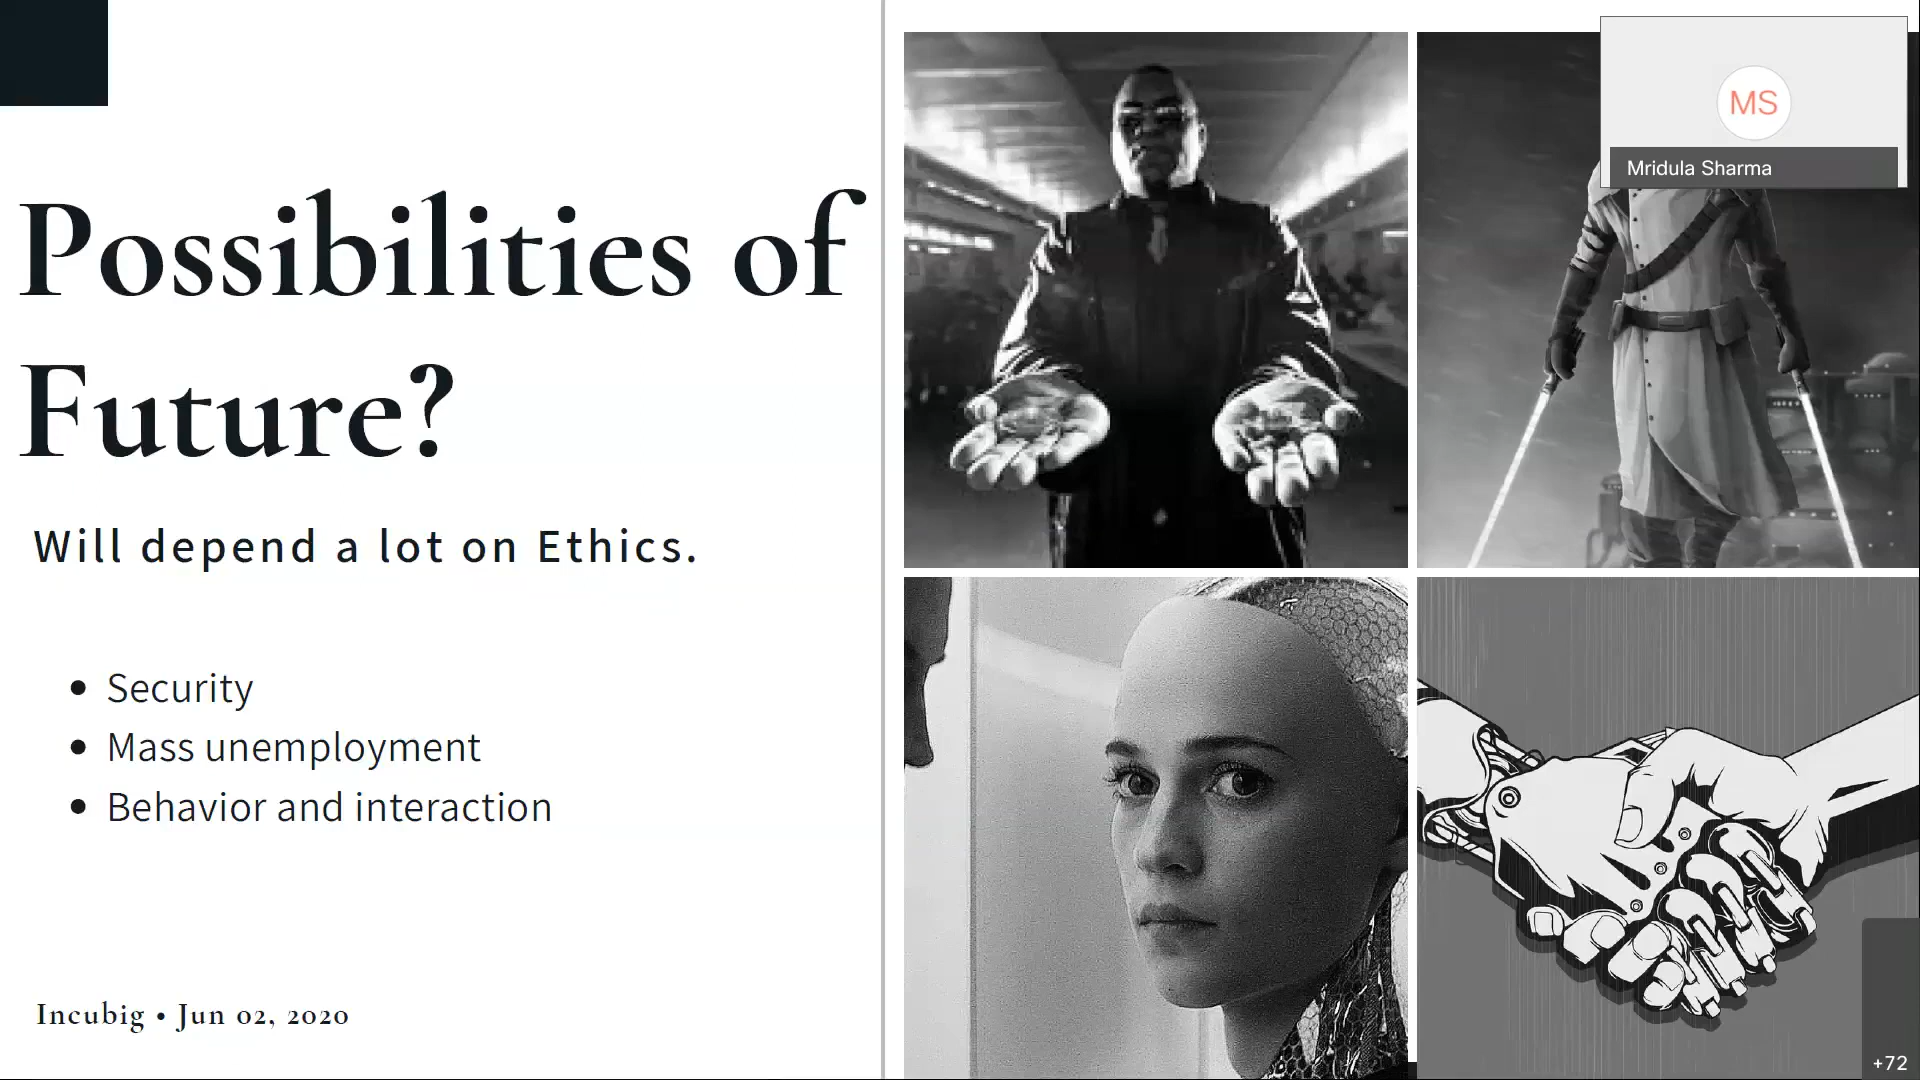 Possibilities of
Future?
Will depend a lot on Ethics.
• Security
• Mass unemployment
• Behavior and interaction
Incubig • Jun 02, 2020
MS
Mridula Sharma
+72